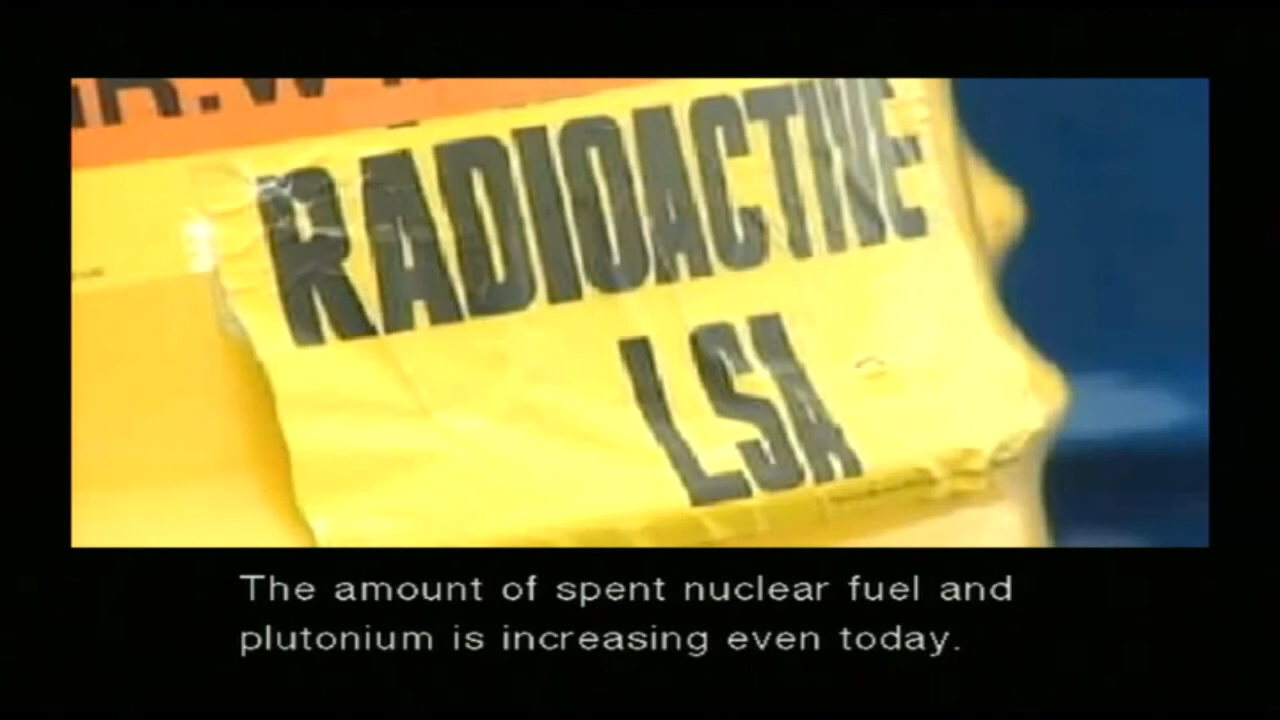 RADIOACTIVE
LSA
The amount of spent nuclear fuel and
plutonium is increasing even today.